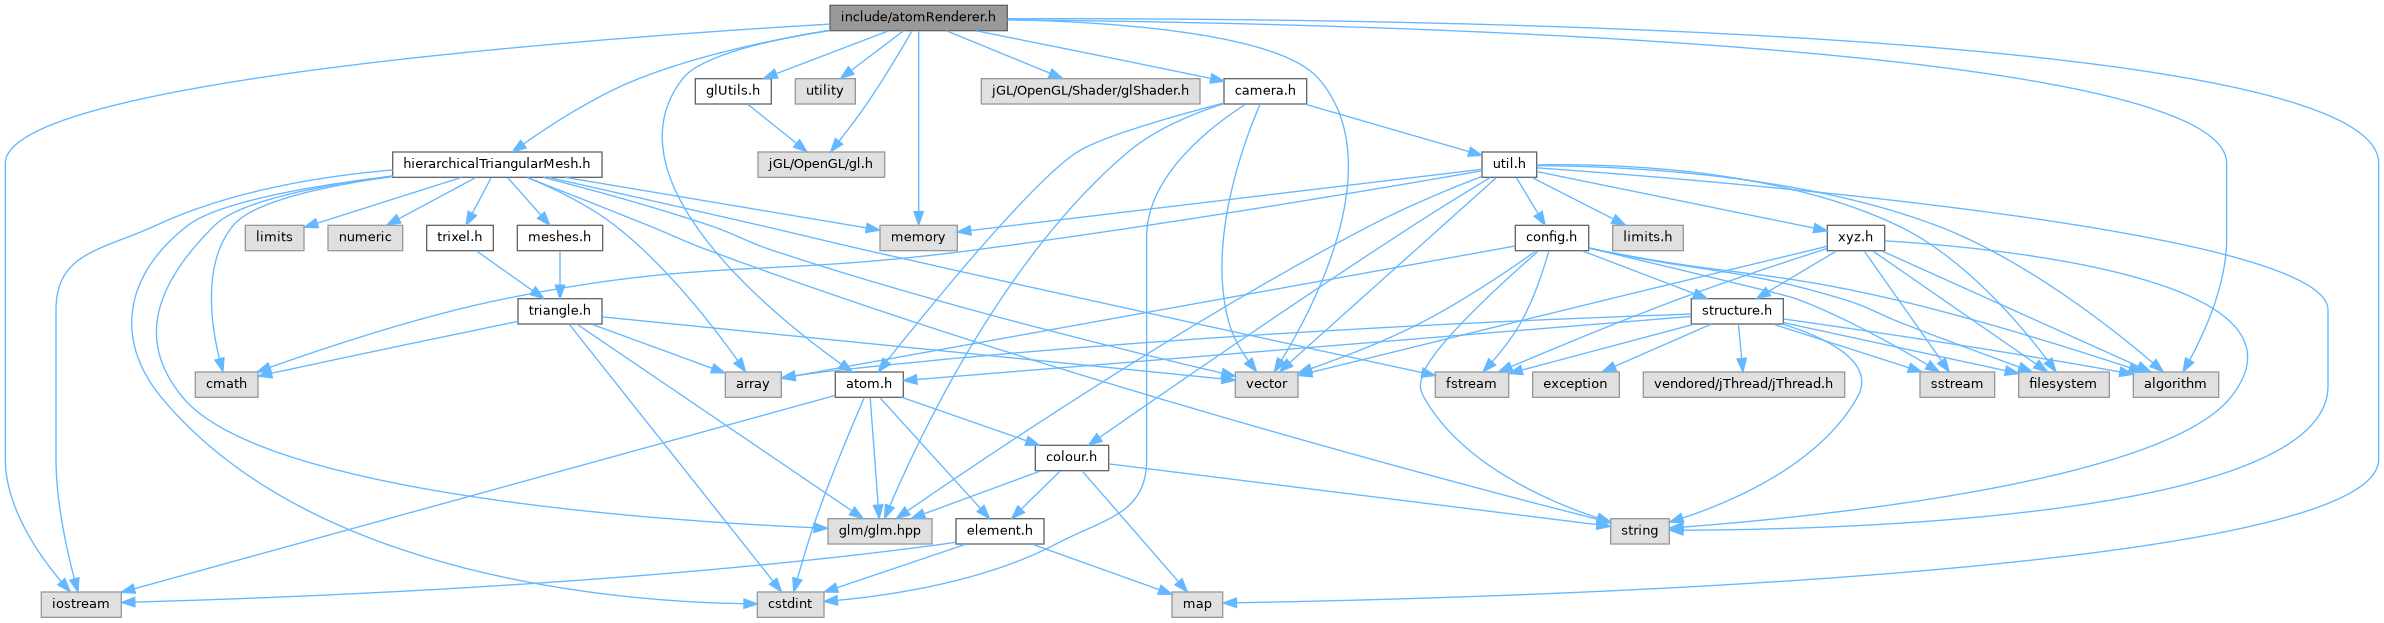 include/atomRenderer.h
glUtils.h
utility
jGL/OpenGL/Shader/glShader.h
camera.h
hierarchicalTriangularMesh.h
jGL/OpenGL/gl.h
util.h
limits
numeric
trixel.h
meshes.h
memory
config.h
limits.h
xyz.h
triangle.h
structure.h
cmath
array
atom.h
vector
fstream
exception
vendored/jThread/jThread.h
sstream
filesystem
algorithm
colour.h
glm/glm.hpp
element.h
string
iostream
cstdint
map